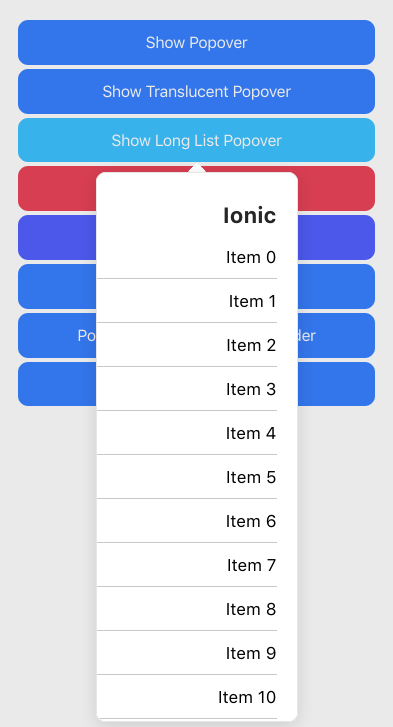 Show Popover
Show Translucent Popover
Show Long List Popover
Ionic
Item 0
Item 1
Item 2
Item 3
Item 4
Item 5
Item 6
Item 7
Item 8
Item 9
Item 10